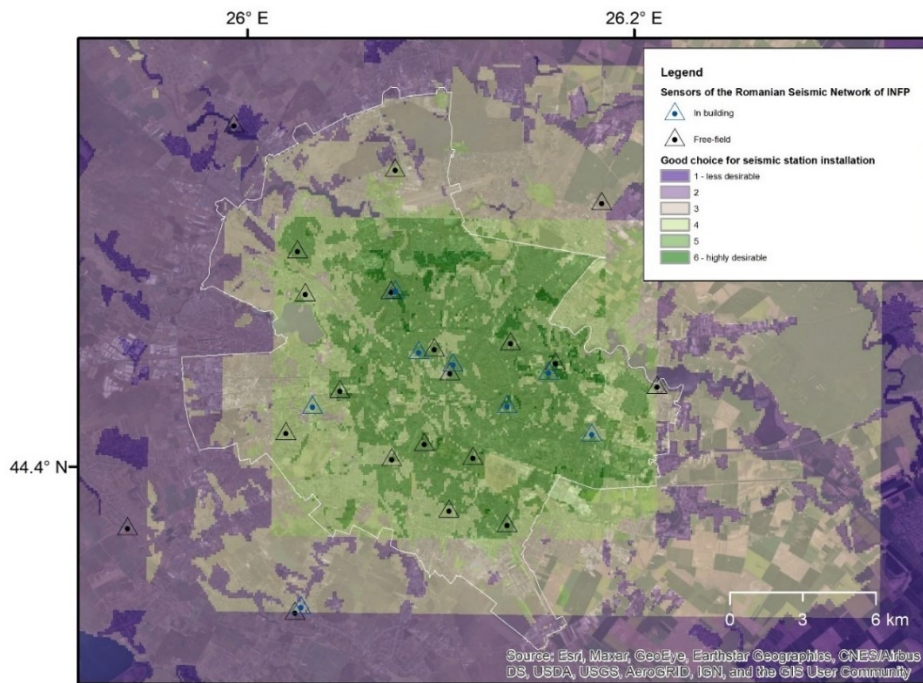 26° E
26.2° E
Legend
Sensors of the Romanian Seismic Network of INFP
In building
Free-field
Good choice for seismic station installation
1 - less desirable
2
3
4
5
6 - highly desirable
44.4° N
0 3 6 km
Source: Esri, Maxar, GeoEye, Earthstar Geographics, CNES/Airbus
DS, USDA, USGS, AeroGRID, IGN, and the GIS User Community